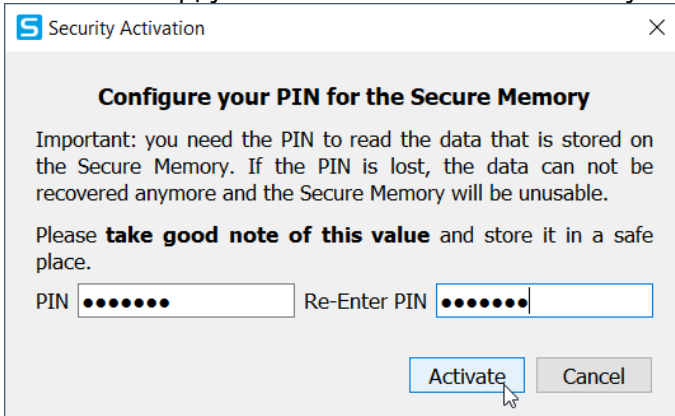 S Security Activation
Configure your PIN for the Secure Memory
Important: you need the PIN to read the data that is stored on
the Secure Memory. If the PIN is lost, the data can not be
recovered anymore and the Secure Memory will be unusable.
Please take good note of this value and store it in a safe
place.
PIN ●●●●●●● Re-Enter PIN ●●●●●●●
Activate Cancel